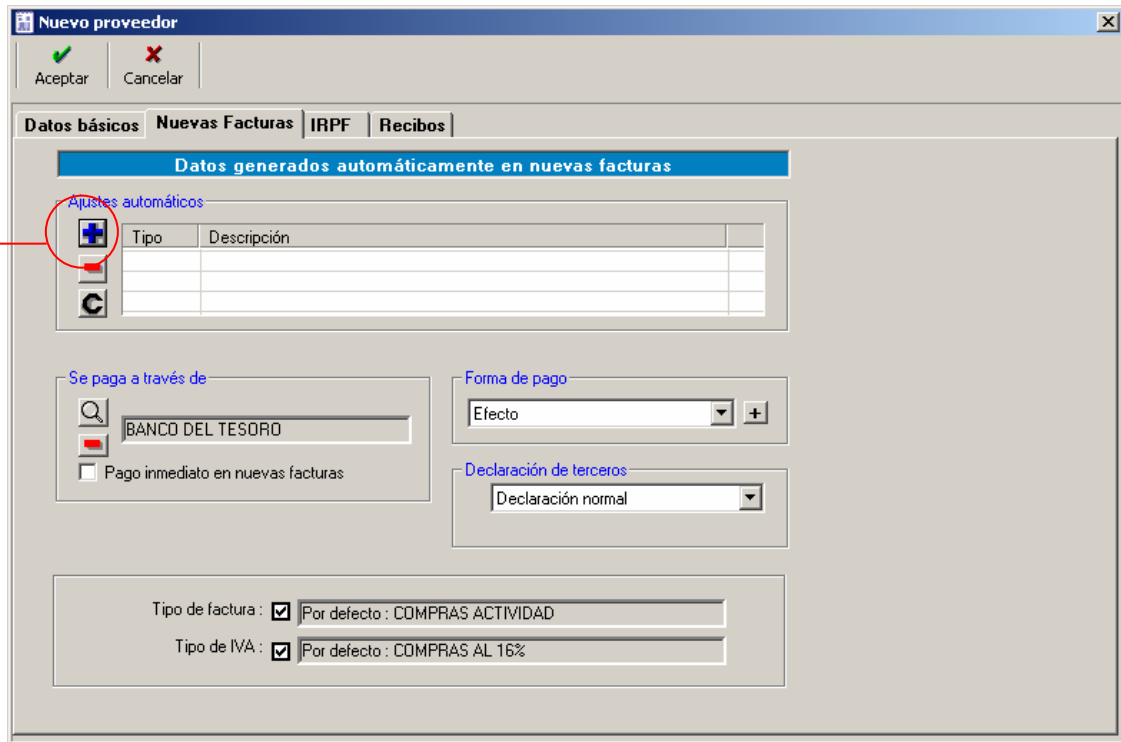 Nuevo proveedor
Aceptar Cancelar
Datos básicos Nuevas Facturas IRPF Recibos
Datos generados automáticamente en nuevas facturas
Ajustes automáticos
Tipo Descripción
Se paga a través de
BANCO DEL TESORO
Pago inmediato en nuevas facturas
Forma de pago
Efecto
Declaración de terceros
Declaración normal
Tipo de factura : Por defecto : COMPRAS ACTIVIDAD
Tipo de IVA : Por defecto : COMPRAS AL 16%